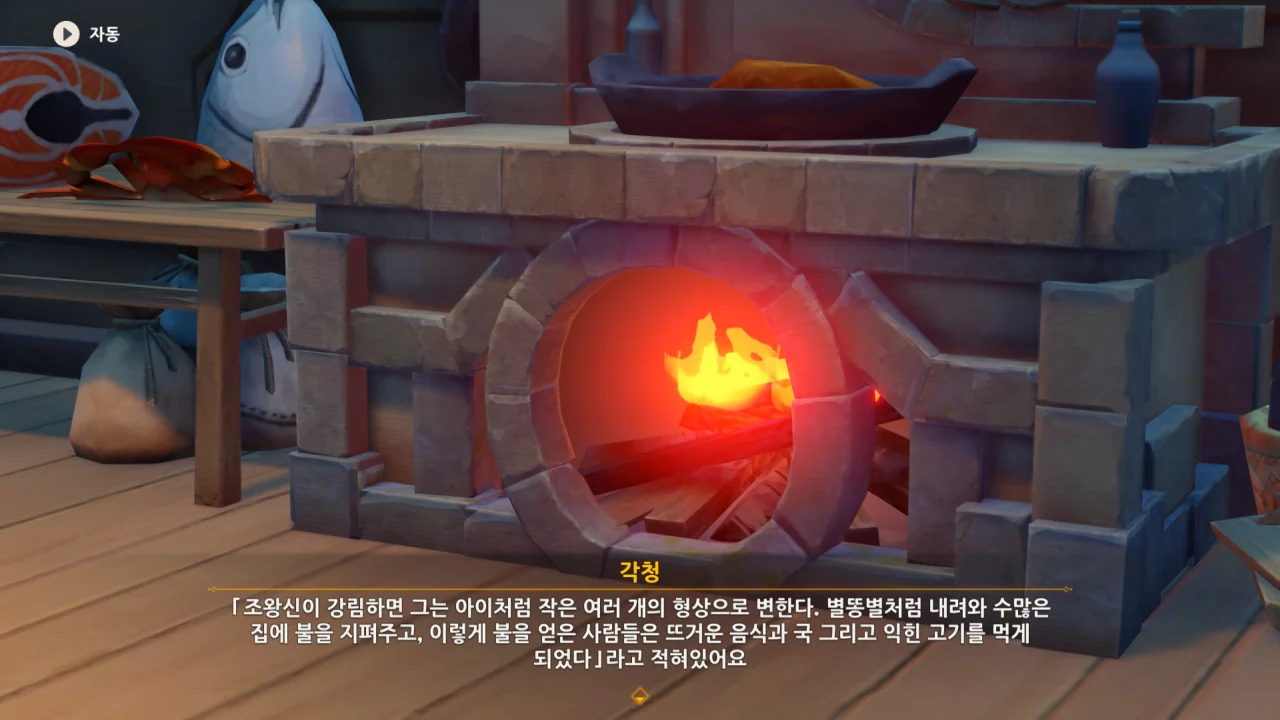 자동
각청
「조왕신이 강림하면 그는 아이처럼 작은 여러 개의 형상으로 변한다. 별똥별처럼 내려와 수많은
집에 불을 지펴주고, 이렇게 불을 얻은 사람들은 뜨거운 음식과 국 그리고 익힌 고기를 먹게
되었다」라고 적혀있어요